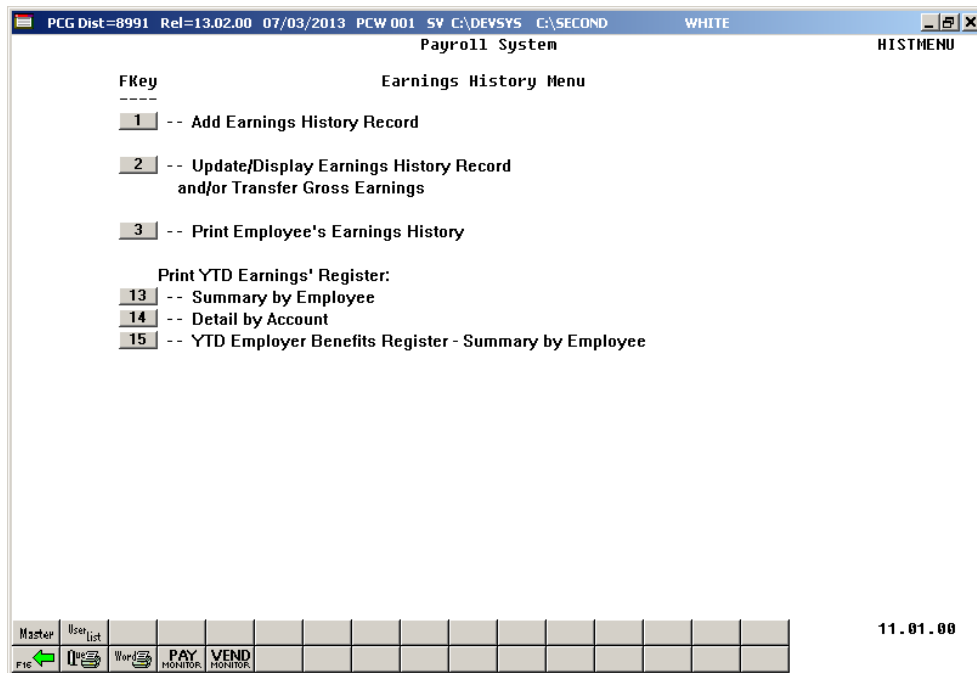 PCG Dist=8991 Rel=13.02.00 07/03/2013 PCW 001 SV C:\DEVSYS C:\SECOND WHITE
Payroll System HISTMENU
FKey Earnings History Menu
----
1 -- Add Earnings History Record
2 -- Update/Display Earnings History Record
and/or Transfer Gross Earnings
3 -- Print Employee's Earnings History
Print YTD Earnings' Register:
13 -- Summary by Employee
14 -- Detail by Account
15 -- YTD Employer Benefits Register - Summary by Employee
Master User List 11.01.00
F16 Que Word PAY MONITOR VEND MONITOR